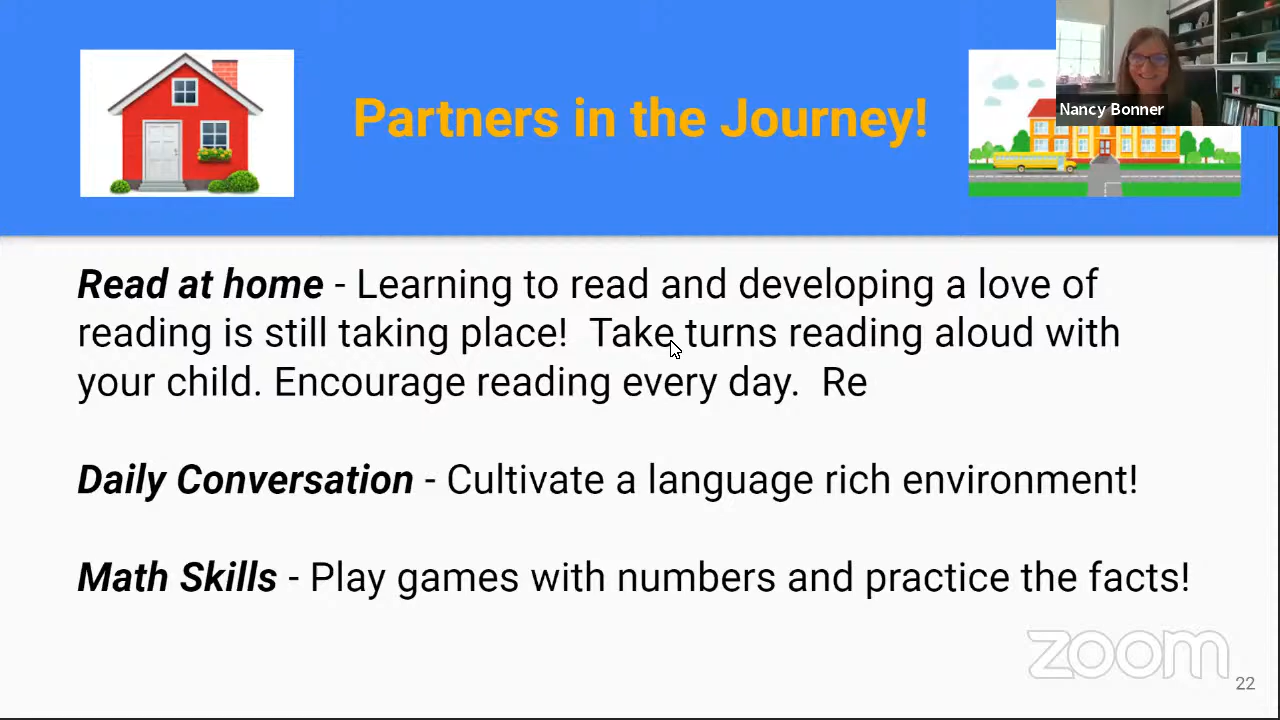 Partners in the Journey!
Nancy Bonner
Read at home - Learning to read and developing a love of
reading is still taking place!  Take turns reading aloud with
your child. Encourage reading every day.  Re
Daily Conversation - Cultivate a language rich environment!
Math Skills - Play games with numbers and practice the facts!
zoom
22